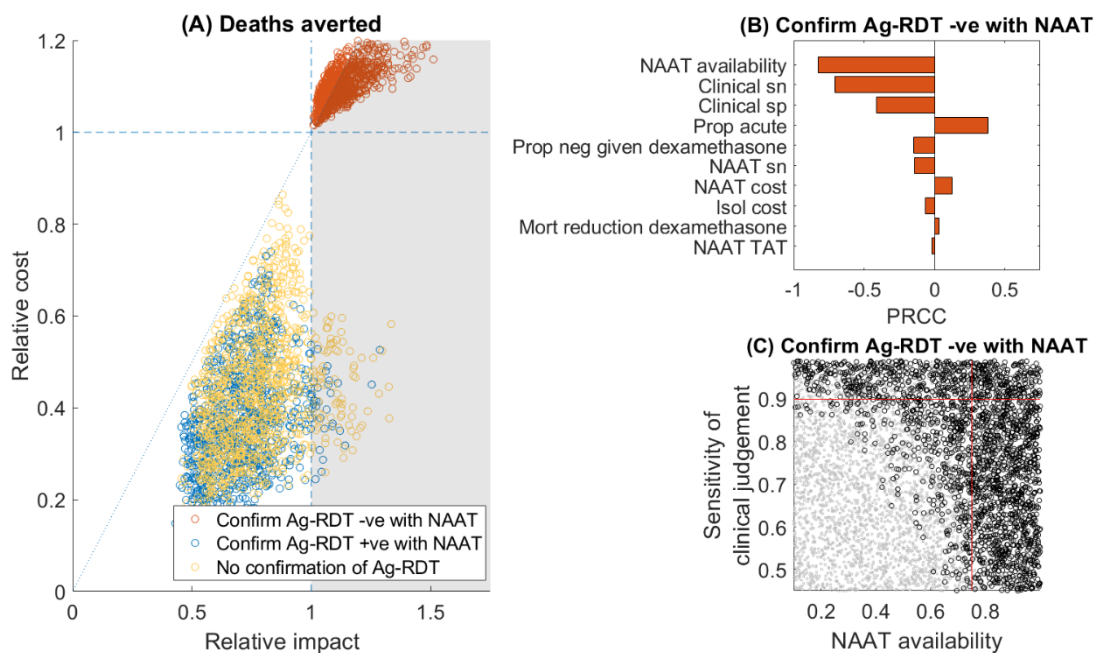 (A) Deaths averted
1.2
1
0.8
0.6
0.4
0.2
0
Relative cost
0
0.5
1
1.5
Relative impact
Confirm Ag-RDT -ve with NAAT
Confirm Ag-RDT +ve with NAAT
No confirmation of Ag-RDT
(B) Confirm Ag-RDT -ve with NAAT
NAAT availability
Clinical sn
Clinical sp
Prop acute
Prop neg given dexamethasone
NAAT sn
NAAT cost
Isol cost
Mort reduction dexamethasone
NAAT TAT
-1
-0.5
0
0.5
PRCC
(C) Confirm Ag-RDT -ve with NAAT
Sensitivity of
clinical judgement
0.9
0.8
0.7
0.6
0.5
0.2
0.4
0.6
0.8
NAAT availability